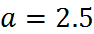 a = 2.5